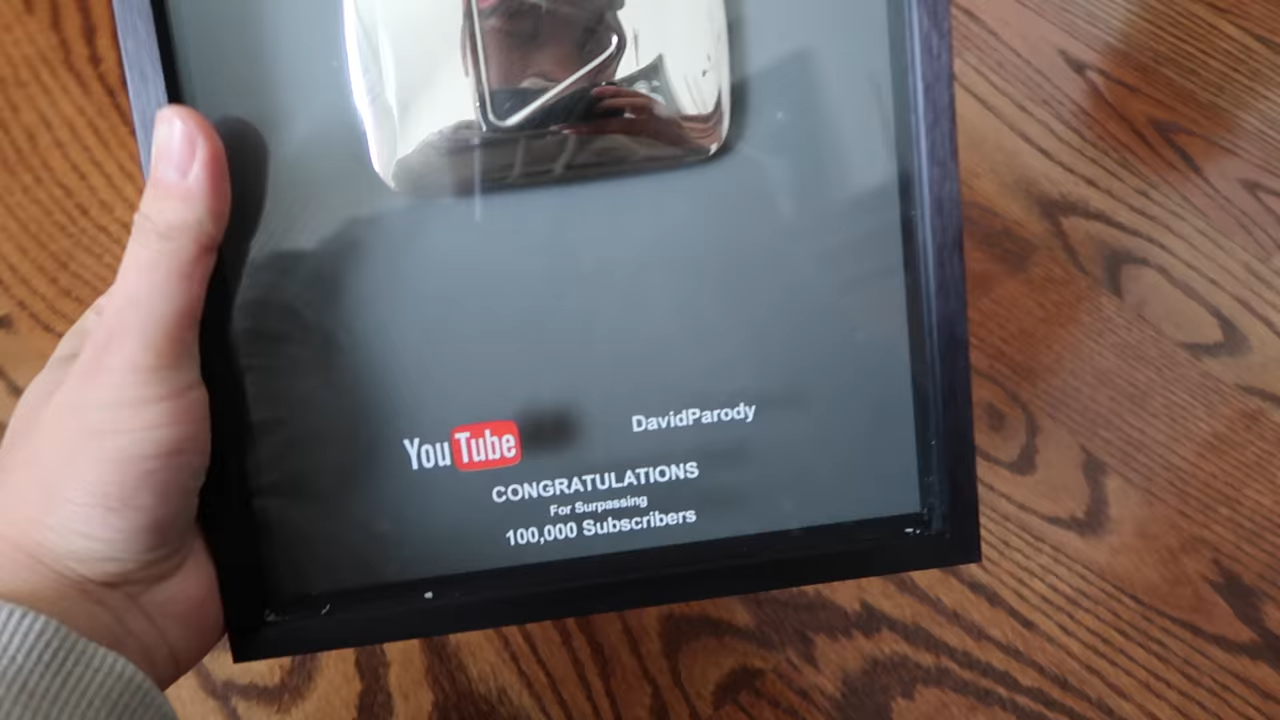 YouTube
DavidParody
CONGRATULATIONS
For Surpassing
100,000 Subscribers